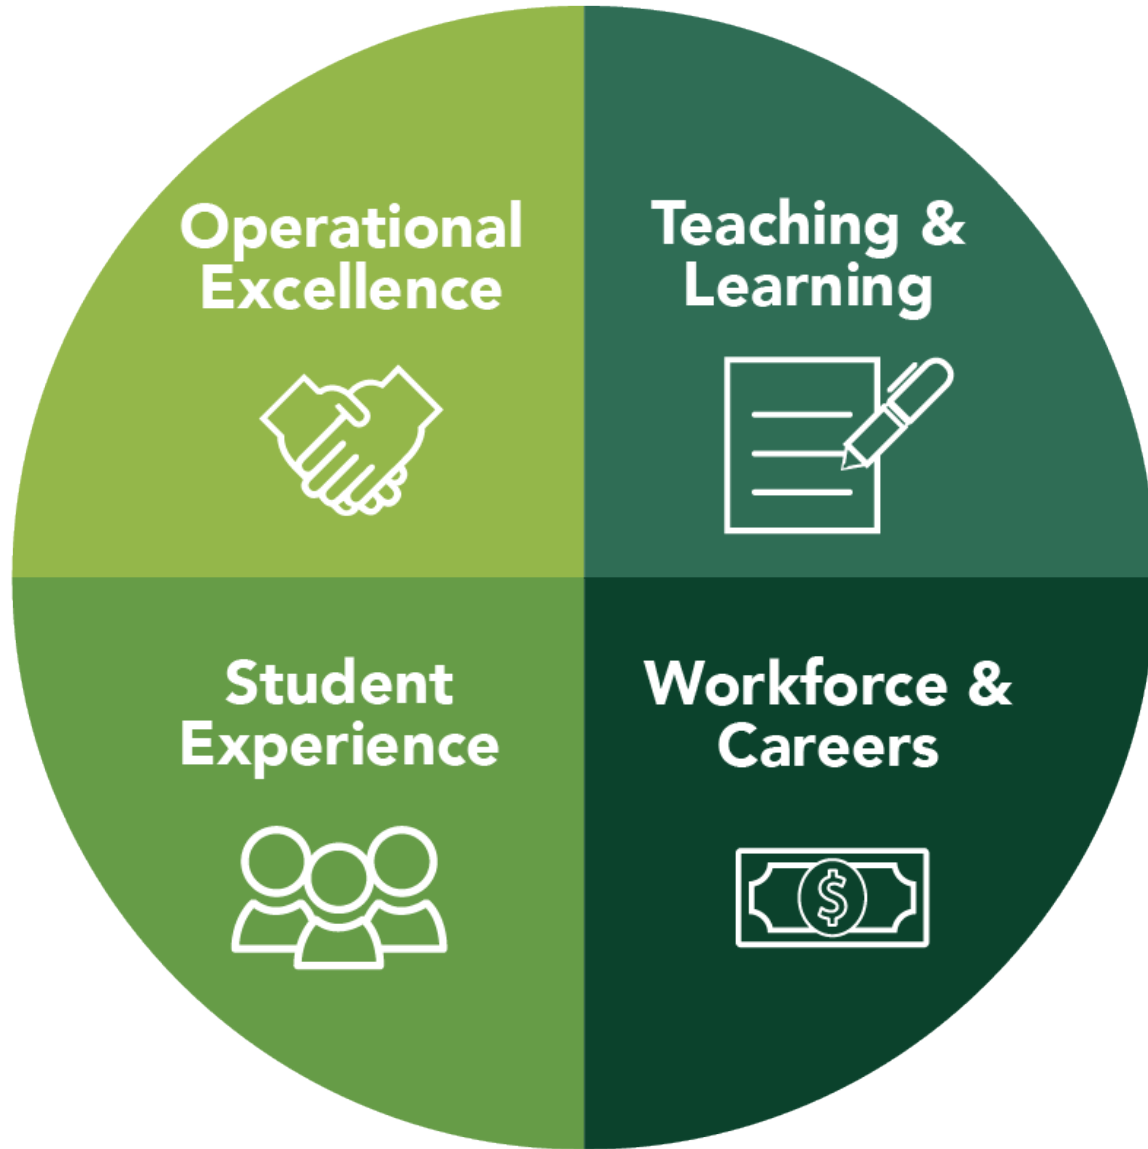 Operational
Excellence
Teaching &
Learning
Student
Experience
Workforce &
Careers
$